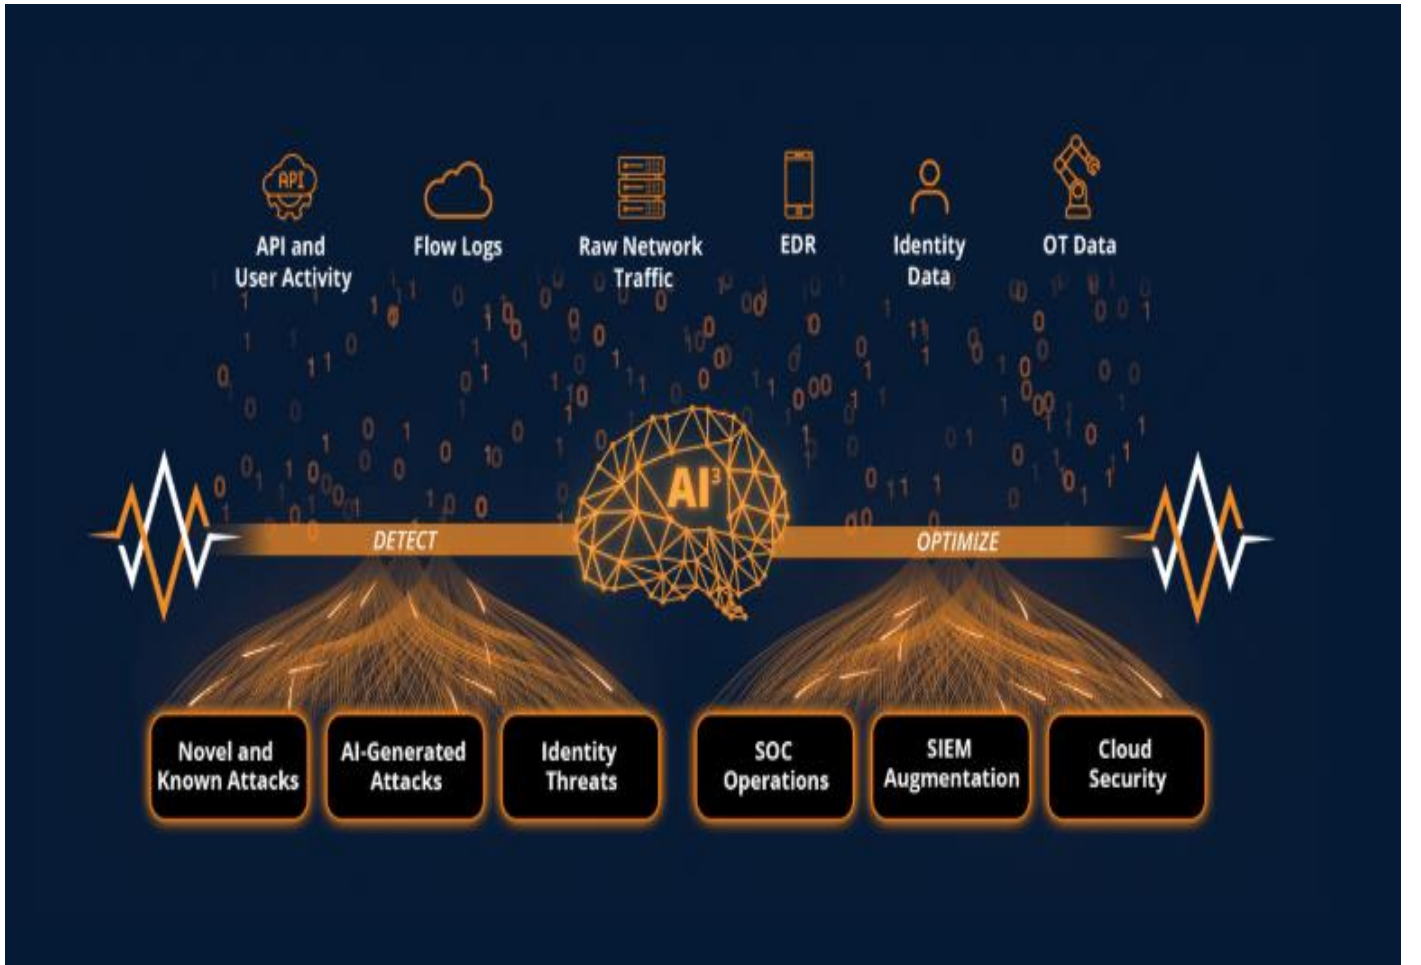 API
API and
User Activity
Flow Logs
Raw Network
Traffic
EDR
Identity
Data
OT Data
AI³
DETECT
OPTIMIZE
Novel and
Known Attacks
AI-Generated
Attacks
Identity
Threats
SOC
Operations
SIEM
Augmentation
Cloud
Security